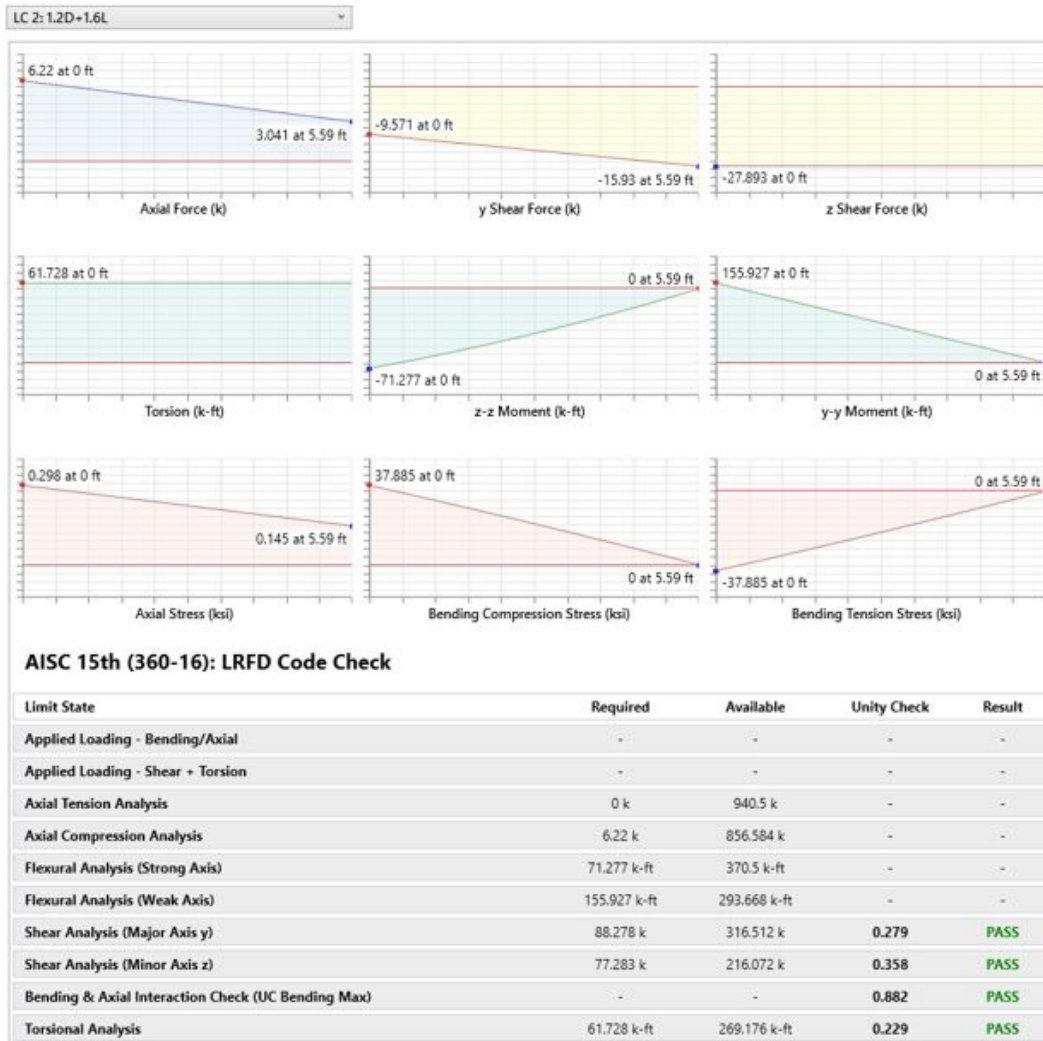 LC 2: 1.2D+1.6L
6.22 at 0 ft
3.041 at 5.59 ft
Axial Force (k)
-9.571 at 0 ft
-15.93 at 5.59 ft
y Shear Force (k)
-27.893 at 0 ft
z Shear Force (k)
61.728 at 0 ft
Torsion (k-ft)
0 at 5.59 ft
-71.277 at 0 ft
z-z Moment (k-ft)
155.927 at 0 ft
0 at 5.59 ft
y-y Moment (k-ft)
0.298 at 0 ft
0.145 at 5.59 ft
Axial Stress (ksi)
37.885 at 0 ft
0 at 5.59 ft
Bending Compression Stress (ksi)
0 at 5.59 ft
-37.885 at 0 ft
Bending Tension Stress (ksi)
AISC 15th (360-16): LRFD Code Check
Limit State Required Available Unity Check Result
Applied Loading - Bending/Axial - - - -
Applied Loading - Shear + Torsion - - - -
Axial Tension Analysis 0 k 940.5 k - -
Axial Compression Analysis 6.22 k 856.584 k - -
Flexural Analysis (Strong Axis) 71.277 k-ft 370.5 k-ft - -
Flexural Analysis (Weak Axis) 155.927 k-ft 293.668 k-ft - -
Shear Analysis (Major Axis y) 88.278 k 316.512 k 0.279 PASS
Shear Analysis (Minor Axis z) 77.283 k 216.072 k 0.358 PASS
Bending & Axial Interaction Check (UC Bending Max) - - 0.882 PASS
Torsional Analysis 61.728 k-ft 269.176 k-ft 0.229 PASS